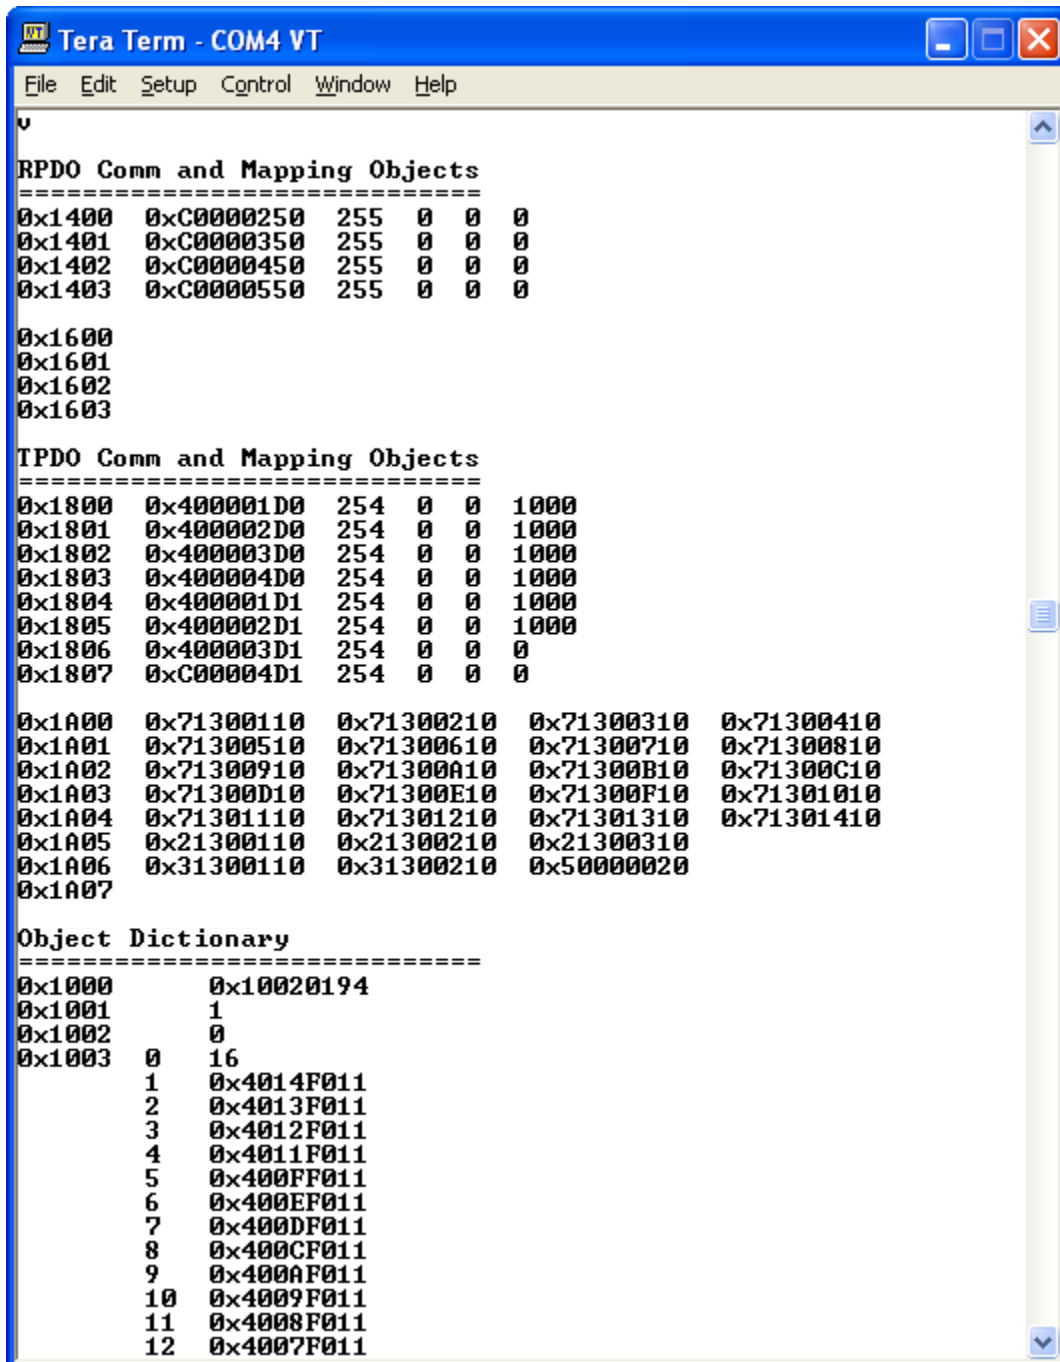 Tera Term - COM4 VT
File Edit Setup Control Window Help
v
RPDO Comm and Mapping Objects
=============================
0x1400 0xC0000250 255 0 0 0
0x1401 0xC0000350 255 0 0 0
0x1402 0xC0000450 255 0 0 0
0x1403 0xC0000550 255 0 0 0
0x1600
0x1601
0x1602
0x1603
TPDO Comm and Mapping Objects
=============================
0x1800 0x400001D0 254 0 0 1000
0x1801 0x400002D0 254 0 0 1000
0x1802 0x400003D0 254 0 0 1000
0x1803 0x400004D0 254 0 0 1000
0x1804 0x400001D1 254 0 0 1000
0x1805 0x400002D1 254 0 0 1000
0x1806 0x400003D1 254 0 0 0
0x1807 0xC00004D1 254 0 0 0
0x1A00 0x71300110 0x71300210 0x71300310 0x71300410
0x1A01 0x71300510 0x71300610 0x71300710 0x71300810
0x1A02 0x71300910 0x71300A10 0x71300B10 0x71300C10
0x1A03 0x71300D10 0x71300E10 0x71300F10 0x71301010
0x1A04 0x71301110 0x71301210 0x71301310 0x71301410
0x1A05 0x21300110 0x21300210 0x21300310
0x1A06 0x31300110 0x31300210 0x50000020
0x1A07
Object Dictionary
=============================
0x1000 0x10020194
0x1001 1
0x1002 0
0x1003 0 16
1 0x4014F011
2 0x4013F011
3 0x4012F011
4 0x4011F011
5 0x400FF011
6 0x400EF011
7 0x400DF011
8 0x400CF011
9 0x400AF011
10 0x4009F011
11 0x4008F011
12 0x4007F011